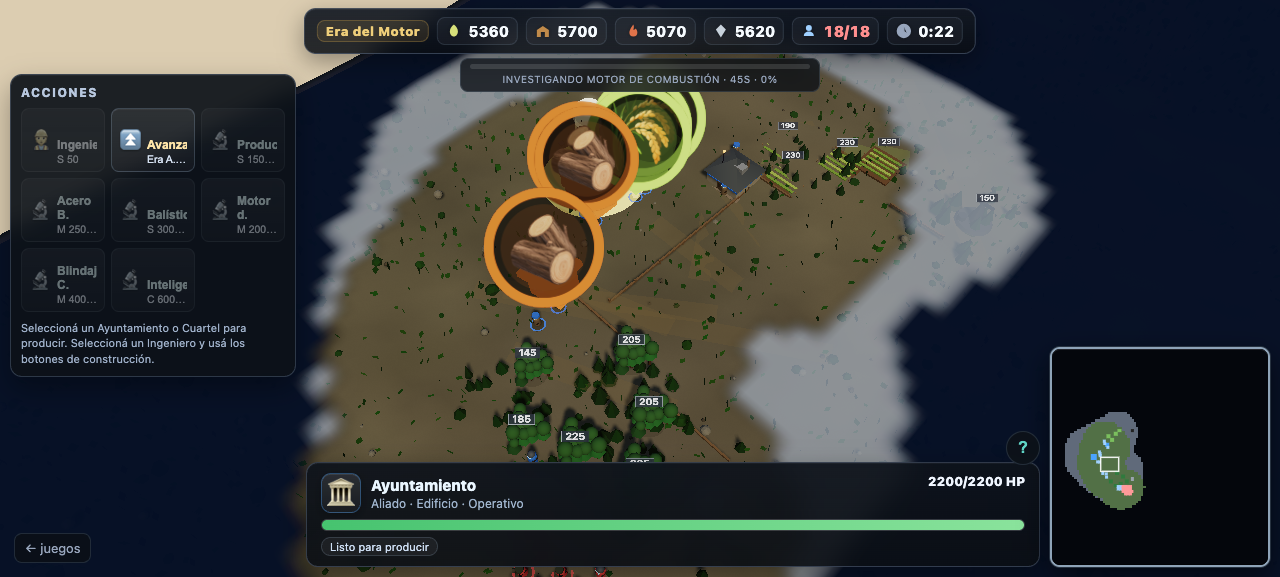 Era del Motor 5360 5700 5070 5620 18/18 0:22
INVESTIGANDO MOTOR DE COMBUSTIÓN · 45S · 0%
ACCIONES
Ingenie
S 50
Avanza
Era A....
Produc
S 150...
Acero B.
M 250...
Balístic
S 300...
Motor d.
M 200...
Blindaj C.
M 400...
Intelige
C 600...
Seleccioná un Ayuntamiento o Cuartel para
producir. Seleccioná un Ingeniero y usá los
botones de construcción.
190
230
230
230
150
145
205
205
185
225
?
Ayuntamiento
2200/2200 HP
Aliado · Edificio · Operativo
Listo para producir
← juegos